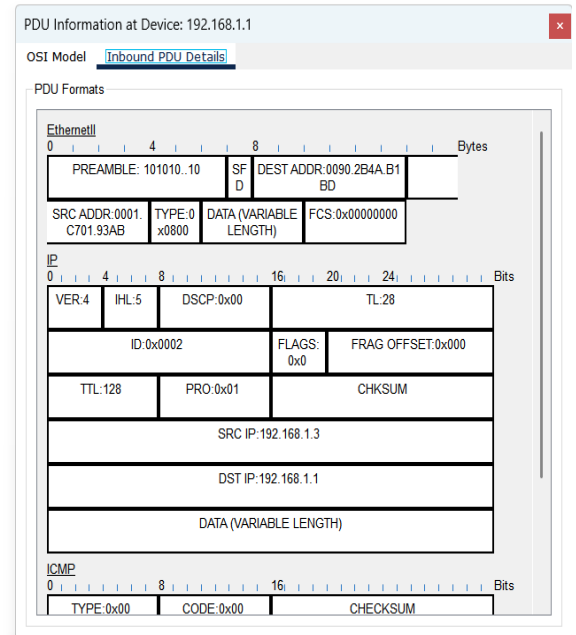 PDU Information at Device: 192.168.1.1
x
OSI Model Inbound PDU Details
PDU Formats
EthernetII
0 4 8 Bytes
PREAMBLE: 101010..10 SF DEST ADDR:0090.2B4A.B1
D BD
SRC ADDR:0001. TYPE:0 DATA (VARIABLE FCS:0x00000000
C701.93AB x0800 LENGTH)
IP
0 4 8 16 20 24 Bits
VER:4 IHL:5 DSCP:0x00 TL:28
ID:0x0002 FLAGS: FRAG OFFSET:0x000
0x0
TTL:128 PRO:0x01 CHKSUM
SRC IP:192.168.1.3
DST IP:192.168.1.1
DATA (VARIABLE LENGTH)
ICMP
0 8 16 Bits
TYPE:0x00 CODE:0x00 CHECKSUM